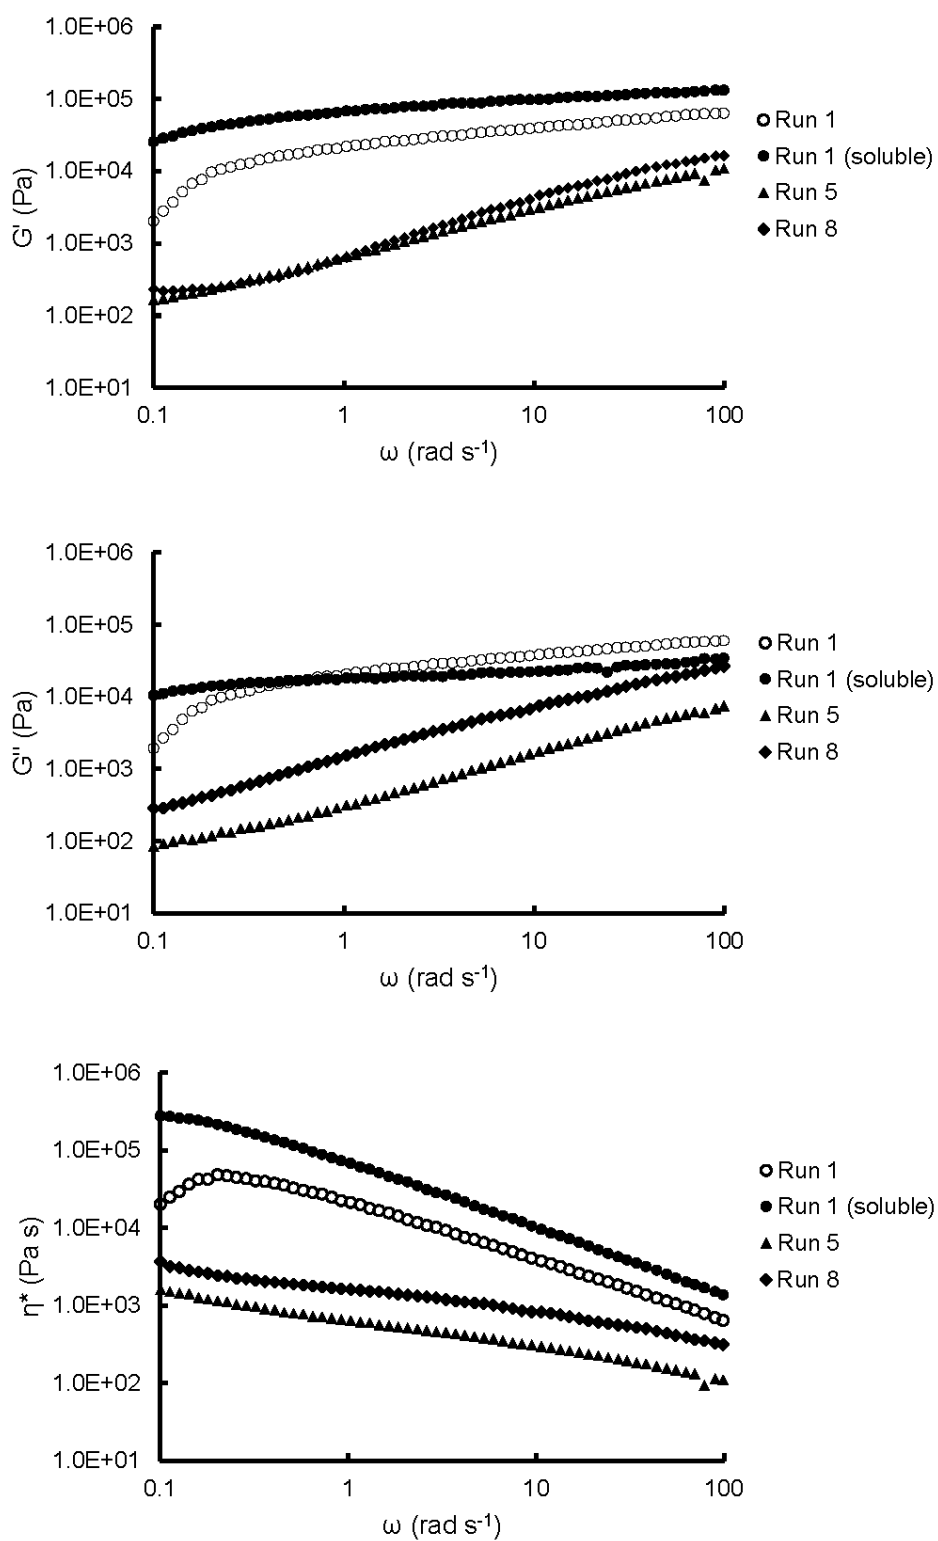 1.0E+06
1.0E+05
1.0E+04
1.0E+03
1.0E+02
1.0E+01
G' (Pa)
0.1 1 10 100
ω (rad s⁻¹)
Run 1
Run 1 (soluble)
Run 5
Run 8
1.0E+06
1.0E+05
1.0E+04
1.0E+03
1.0E+02
1.0E+01
G" (Pa)
0.1 1 10 100
ω (rad s⁻¹)
Run 1
Run 1 (soluble)
Run 5
Run 8
1.0E+06
1.0E+05
1.0E+04
1.0E+03
1.0E+02
1.0E+01
η* (Pa s)
0.1 1 10 100
ω (rad s⁻¹)
Run 1
Run 1 (soluble)
Run 5
Run 8